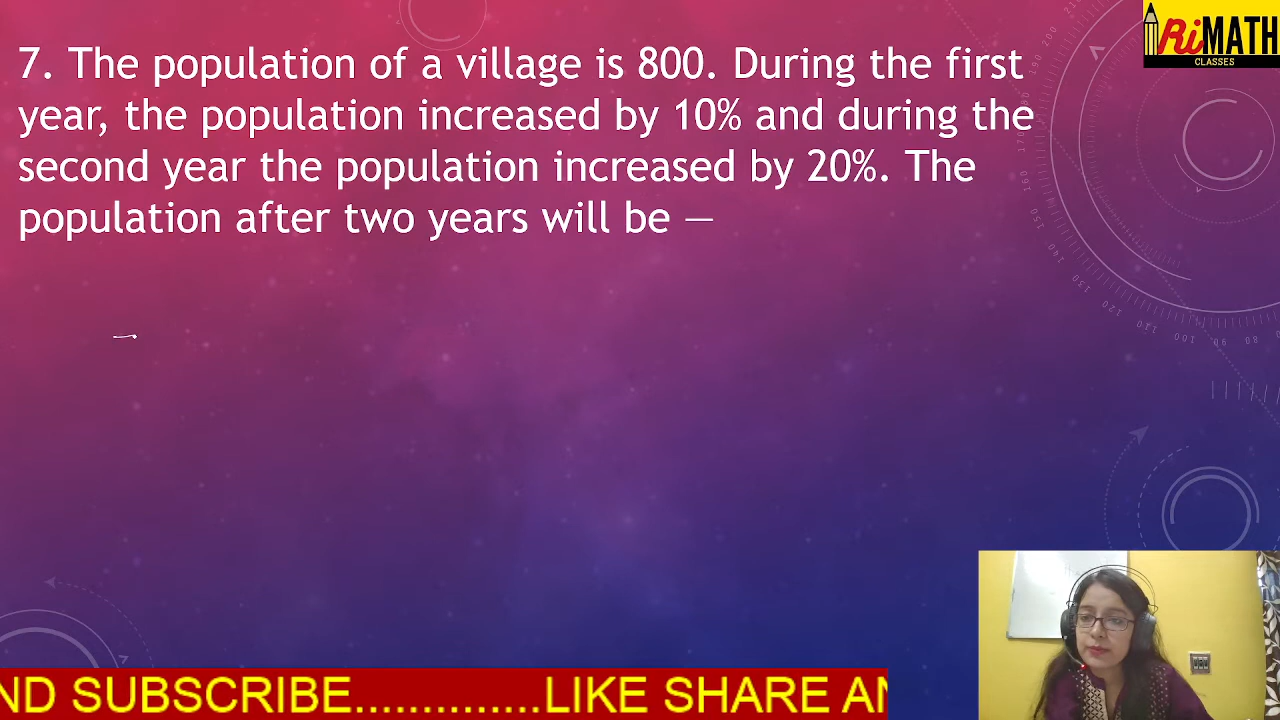 RiMATH
CLASSES
7. The population of a village is 800. During the first
year, the population increased by 10% and during the
second year the population increased by 20%. The
population after two years will be —
ND SUBSCRIBE..............LIKE SHARE AN